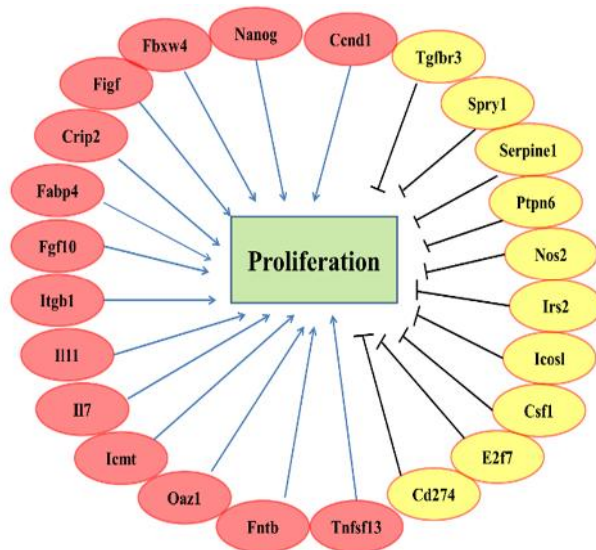 Nanog
Ccnd1
Fbxw4
Tgfbr3
Figf
Spry1
Crip2
Serpine1
Fabp4
Ptpn6
Fgf10
Proliferation
Nos2
Itgb1
Irs2
Il11
Icosl
Il7
Csf1
Icmt
E2f7
Oaz1
Cd274
Fntb
Tnfsf13